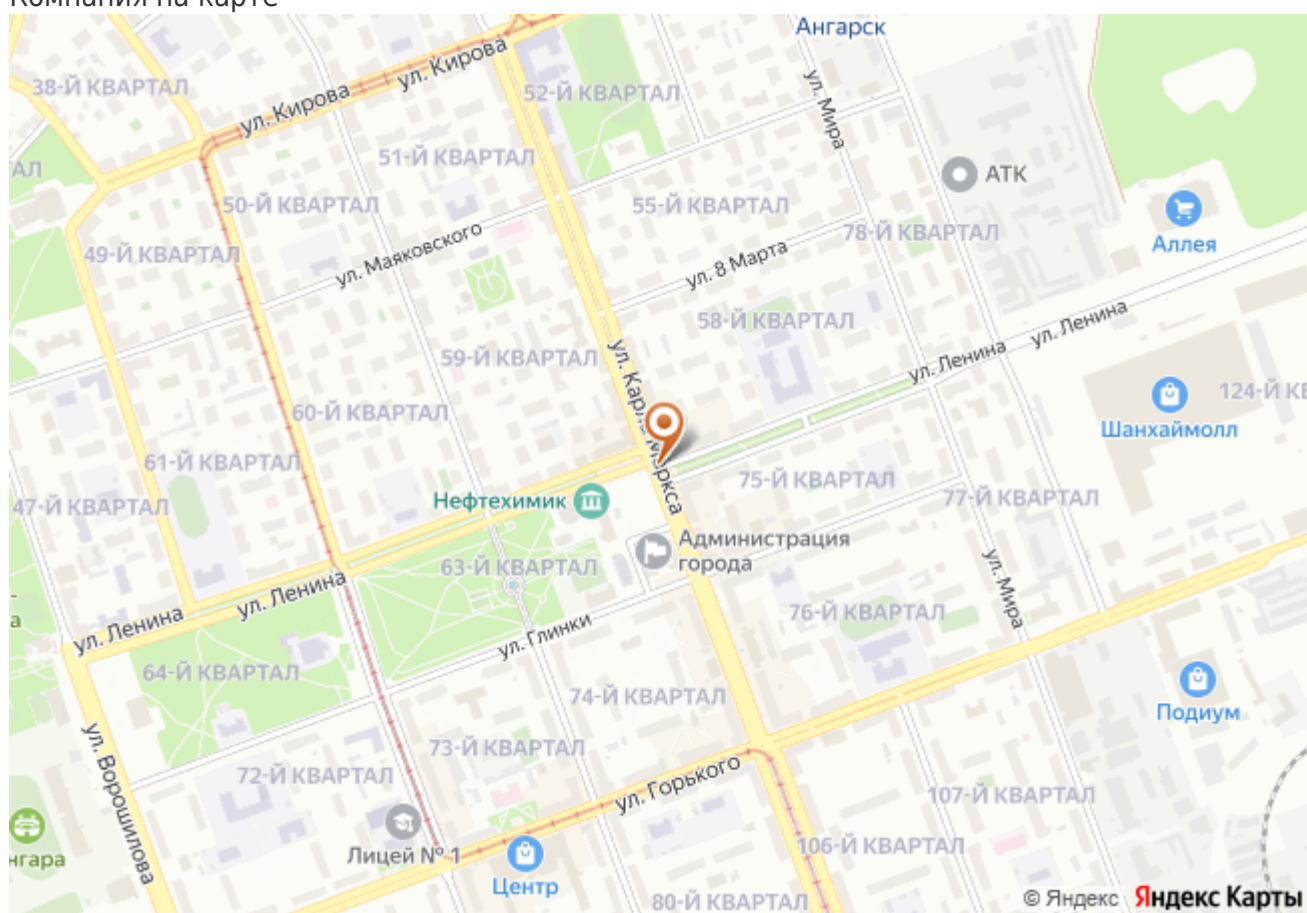 Компания на карте
Ангарск
ул. Кирова
ул. Кирова
38-Й КВАРТАЛ
52-Й КВАРТАЛ
ул. Мира
51-Й КВАРТАЛ
АЛ
АТК
50-Й КВАРТАЛ
55-Й КВАРТАЛ
78-Й КВАРТАЛ
Аллея
49-Й КВАРТАЛ
ул. Маяковского
ул. 8 Марта
58-Й КВАРТАЛ
ул. Ленина
ул. Ленина
59-Й КВАРТАЛ
ул. Карла Маркса
124-Й КВ
60-Й КВАРТАЛ
Шанхаймолл
61-Й КВАРТАЛ
75-Й КВАРТАЛ
47-Й КВАРТАЛ
Нефтехимик
77-Й КВАРТАЛ
Администрация
города
63-Й КВАРТАЛ
ул. Мира
ул. Ленина
ул. Ленина
а
76-Й КВАРТАЛ
ул. Глинки
64-Й КВАРТАЛ
74-Й КВАРТАЛ
Подиум
73-Й КВАРТАЛ
ул. Ворошилова
72-Й КВАРТАЛ
ул. Горького
107-Й КВАРТАЛ
нгара
Лицей № 1
106-Й КВАРТАЛ
Центр
80-Й КВАРТАЛ
© Яндекс Яндекс Карты